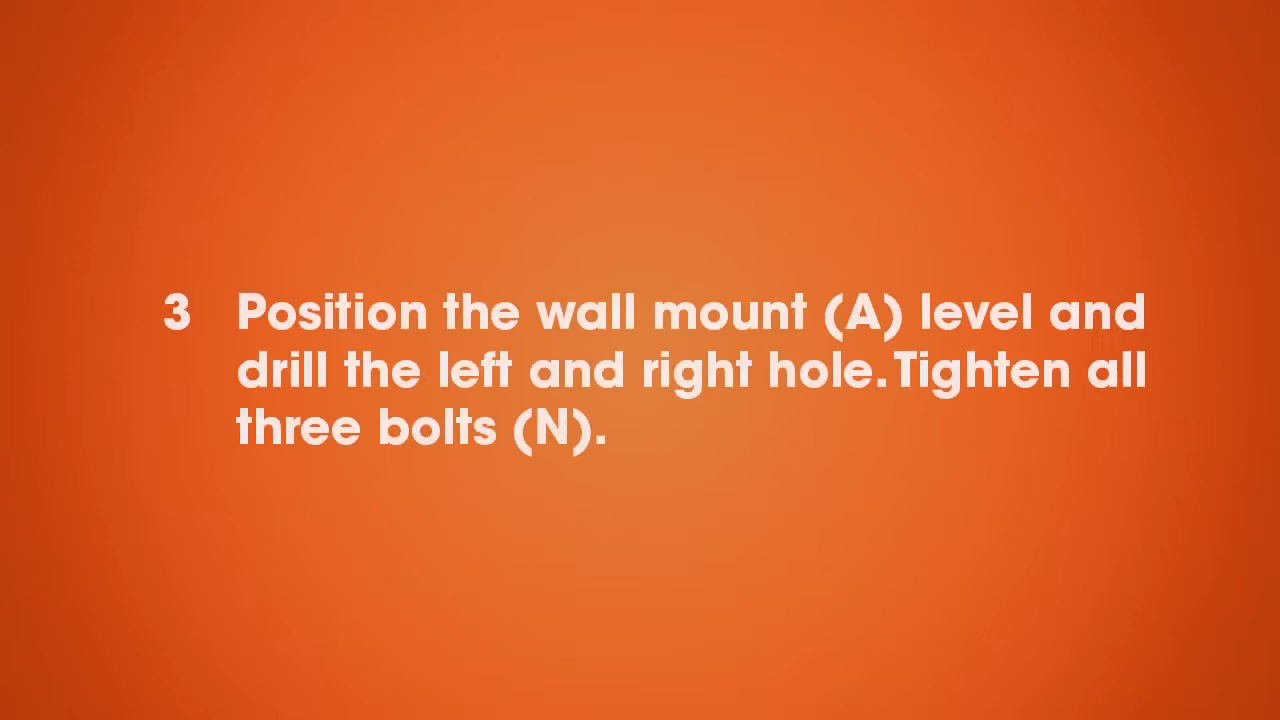 3 Position the wall mount (A) level and
drill the left and right hole. Tighten all
three bolts (N).